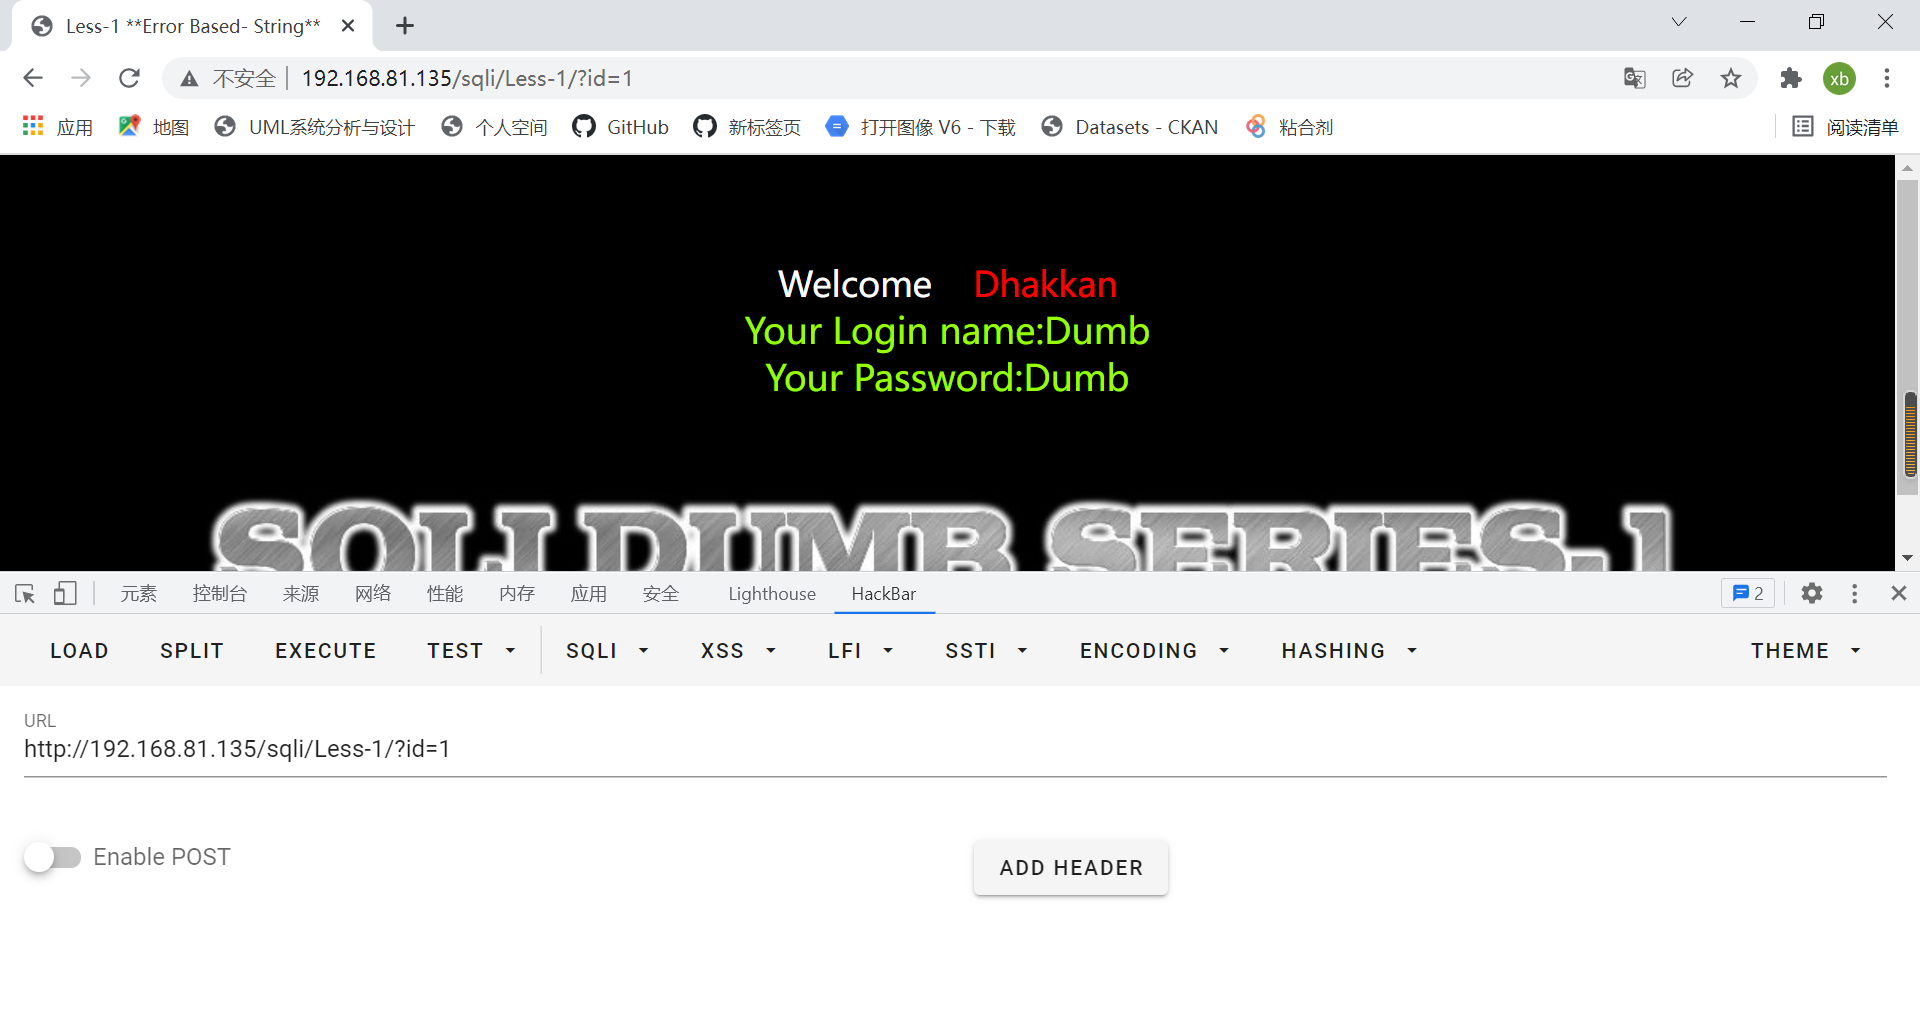 Less-1 **Error Based- String**
不安全 192.168.81.135/sqli/Less-1/?id=1
xb
应用 地图 UML系统分析与设计 个人空间 GitHub 新标签页 打开图像 V6 - 下载 Datasets - CKAN 粘合剂 阅读清单
Welcome Dhakkan
Your Login name:Dumb
Your Password:Dumb
SQLI DUMB SERIES-1
元素 控制台 来源 网络 性能 内存 应用 安全 Lighthouse HackBar 2
LOAD SPLIT EXECUTE TEST SQLI XSS LFI SSTI ENCODING HASHING THEME
URL
http://192.168.81.135/sqli/Less-1/?id=1
Enable POST
ADD HEADER